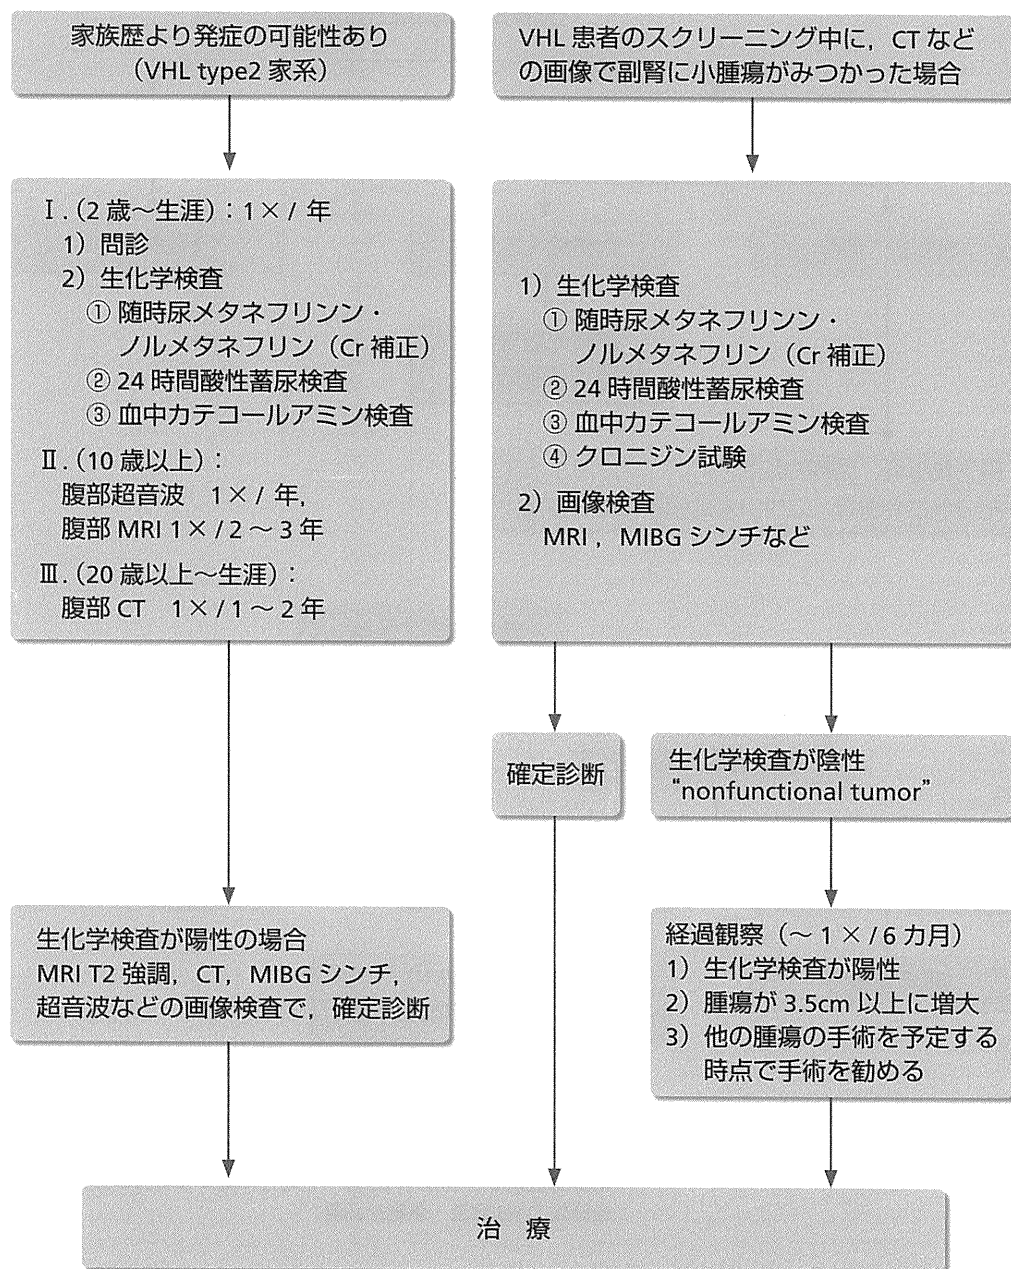 家族歴より発症の可能性あり
（VHL type2 家系）
VHL 患者のスクリーニング中に，CT など
の画像で副腎に小腫瘍がみつかった場合
Ⅰ.（2 歳～生涯）：1 × / 年
1）問診
2）生化学検査
① 随時尿メタネフリンン・
ノルメタネフリン（Cr 補正）
② 24 時間酸性蓄尿検査
③ 血中カテコールアミン検査
Ⅱ.（10 歳以上）：
腹部超音波　1 × / 年，
腹部 MRI 1 × / 2 ～ 3 年
Ⅲ.（20 歳以上～生涯）：
腹部 CT　1 × / 1 ～ 2 年
1）生化学検査
① 随時尿メタネフリンン・
ノルメタネフリン（Cr 補正）
② 24 時間酸性蓄尿検査
③ 血中カテコールアミン検査
④ クロニジン試験
2）画像検査
MRI ，MIBG シンチなど
確定診断
生化学検査が陰性
“nonfunctional tumor”
生化学検査が陽性の場合
MRI T2 強調，CT，MIBG シンチ，
超音波などの画像検査で，確定診断
経過観察（～ 1 × / 6 カ月）
1）生化学検査が陽性
2）腫瘍が 3.5cm 以上に増大
3）他の腫瘍の手術を予定する
時点で手術を勧める
治　療